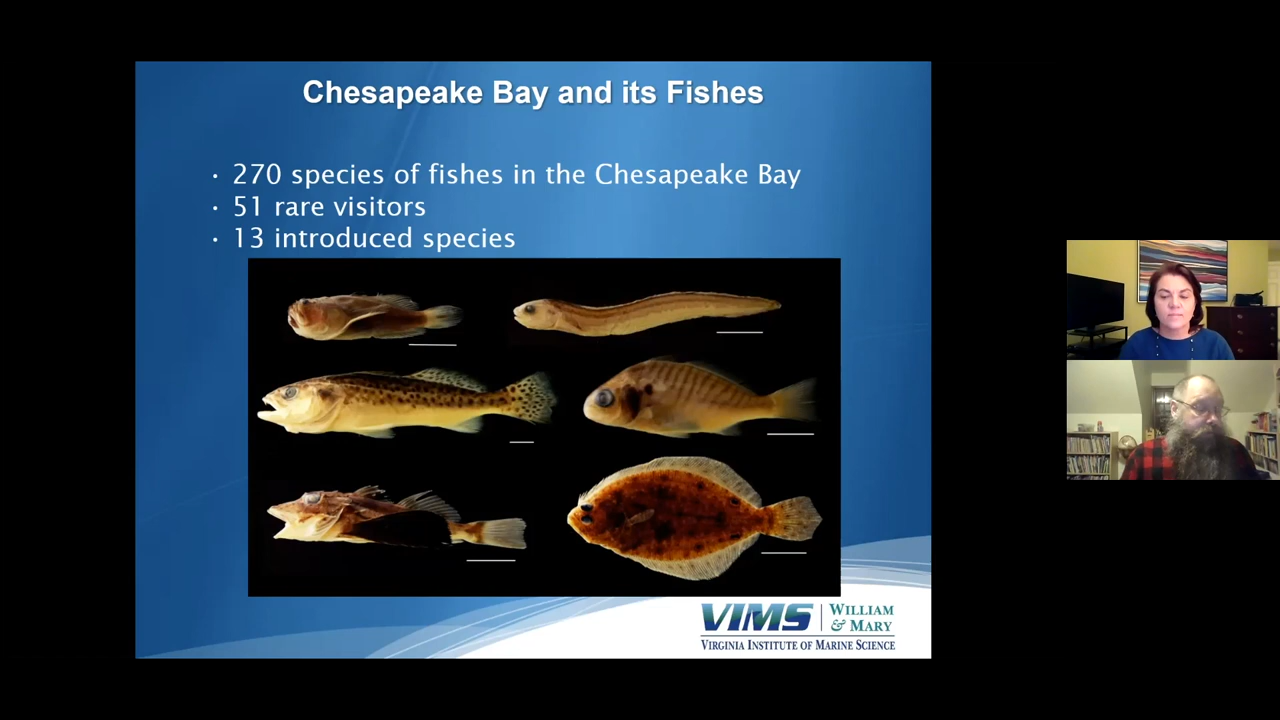 Chesapeake Bay and its Fishes
· 270 species of fishes in the Chesapeake Bay
· 51 rare visitors
· 13 introduced species
VIMS | WILLIAM & MARY
VIRGINIA INSTITUTE OF MARINE SCIENCE